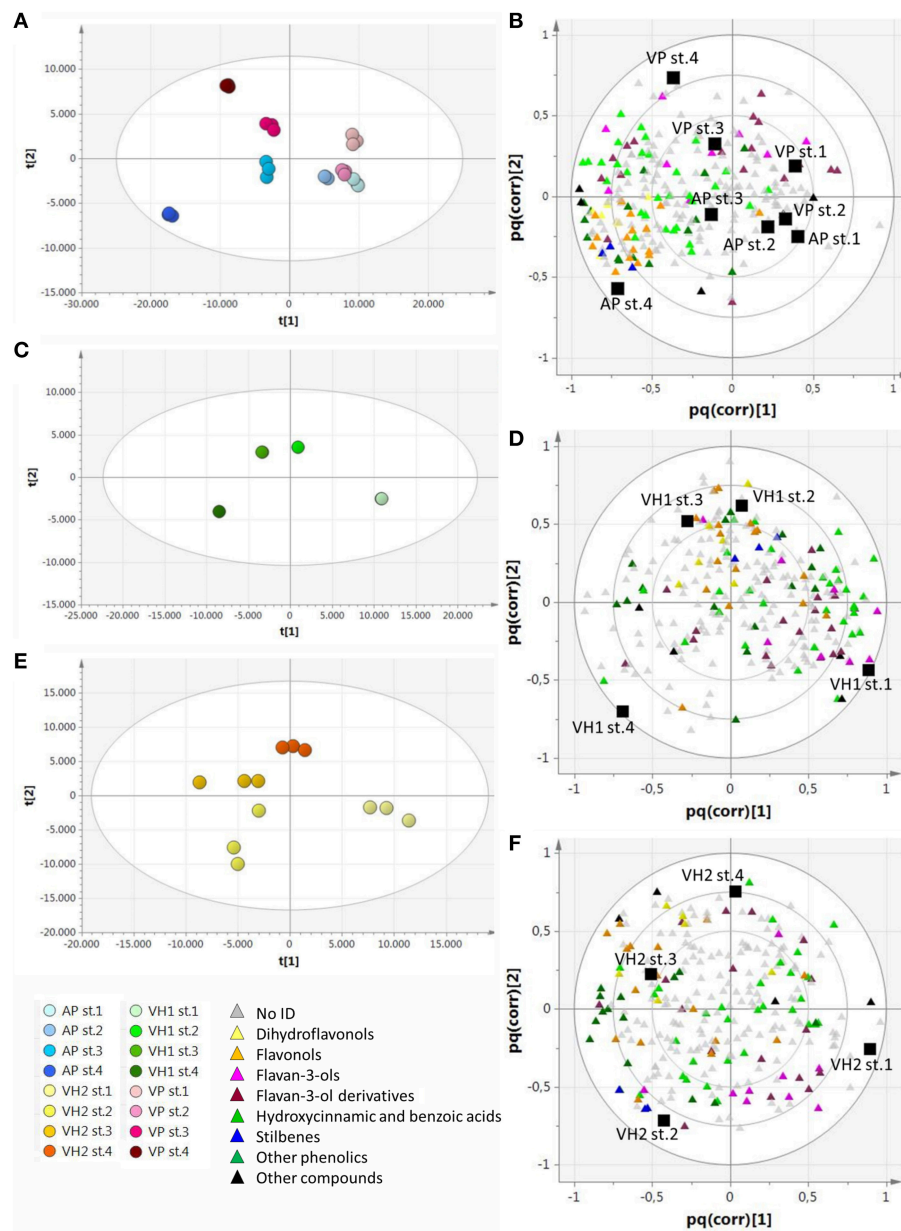 A
t[2]
10.000
5.000
0
-5.000
-10.000
-15.000
-30.000 -20.000 -10.000 0 10.000 20.000
t[1]
B
pq(corr)[2]
1
0,5
0
-0,5
-1
VP st.4
VP st.3
VP st.1
AP st.3
VP st.2
AP st.2
AP st.1
AP st.4
-1 -0,5 0 0,5 1
pq(corr)[1]
C
t[2]
10.000
5.000
0
-5.000
-10.000
-15.000
-25.000 -20.000 -15.000 -10.000 -5.000 0 5.000 10.000 15.000 20.000
t[1]
D
pq(corr)[2]
1
0,5
0
-0,5
-1
VH1 st.3
VH1 st.2
VH1 st.1
VH1 st.4
-1 -0,5 0 0,5 1
pq(corr)[1]
E
t[2]
15.000
10.000
5.000
0
-5.000
-10.000
-15.000
-20.000
-20.000 -15.000 -10.000 -5.000 0 5.000 10.000 15.000
t[1]
F
pq(corr)[2]
1
0,5
0
-0,5
-1
VH2 st.4
VH2 st.3
VH2 st.1
VH2 st.2
-1 -0,5 0 0,5 1
pq(corr)[1]
AP st.1
AP st.2
AP st.3
AP st.4
VH2 st.1
VH2 st.2
VH2 st.3
VH2 st.4
VH1 st.1
VH1 st.2
VH1 st.3
VH1 st.4
VP st.1
VP st.2
VP st.3
VP st.4
No ID
Dihydroflavonols
Flavonols
Flavan-3-ols
Flavan-3-ol derivatives
Hydroxycinnamic and benzoic acids
Stilbenes
Other phenolics
Other compounds